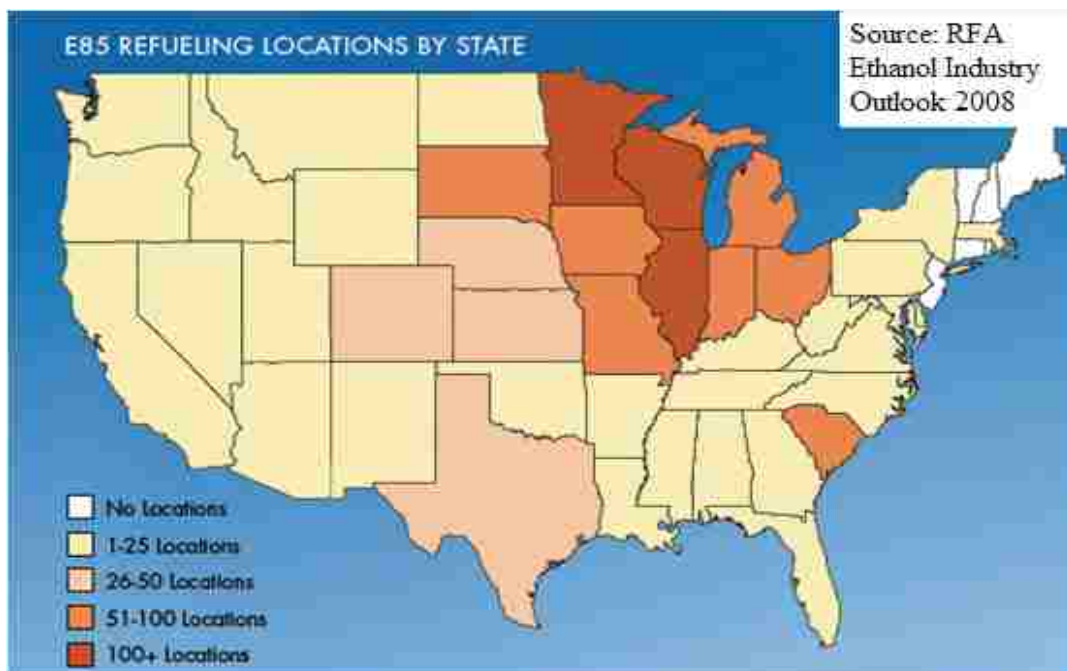 E85 REFUELING LOCATIONS BY STATE
Source: RFA
Ethanol Industry
Outlook 2008
No Locations
1-25 Locations
26-50 Locations
51-100 Locations
100+ Locations